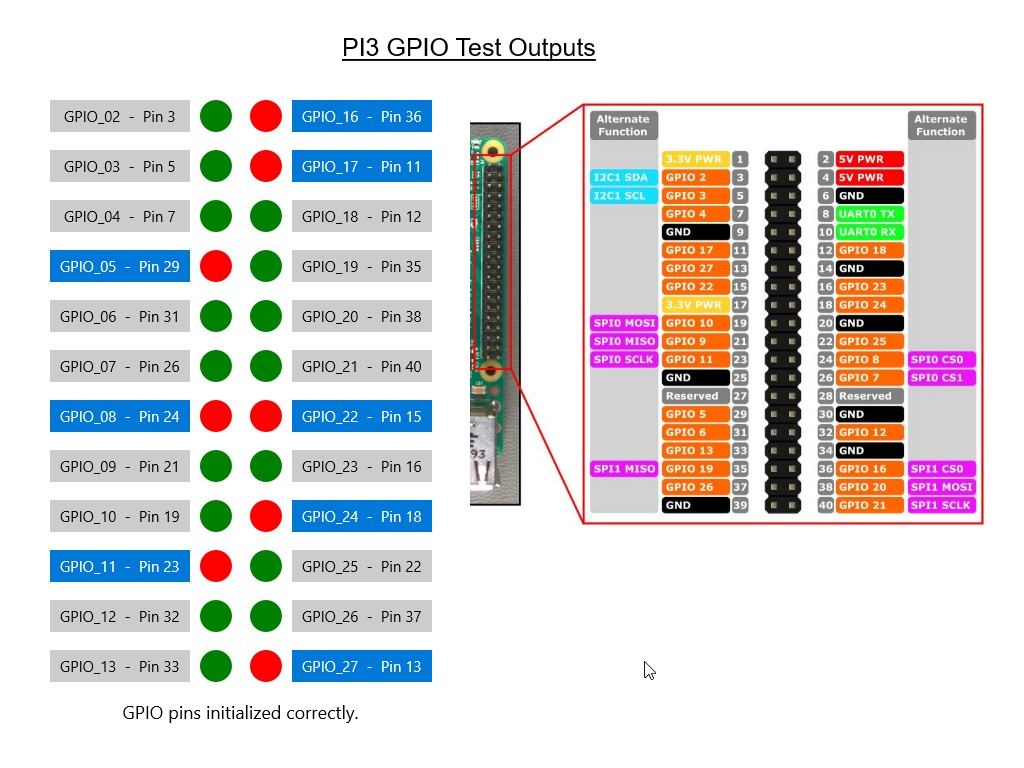 PI3 GPIO Test Outputs
GPIO_02 - Pin 3
GPIO_16 - Pin 36
GPIO_03 - Pin 5
GPIO_17 - Pin 11
GPIO_04 - Pin 7
GPIO_18 - Pin 12
GPIO_05 - Pin 29
GPIO_19 - Pin 35
GPIO_06 - Pin 31
GPIO_20 - Pin 38
GPIO_07 - Pin 26
GPIO_21 - Pin 40
GPIO_08 - Pin 24
GPIO_22 - Pin 15
GPIO_09 - Pin 21
GPIO_23 - Pin 16
GPIO_10 - Pin 19
GPIO_24 - Pin 18
GPIO_11 - Pin 23
GPIO_25 - Pin 22
GPIO_12 - Pin 32
GPIO_26 - Pin 37
GPIO_13 - Pin 33
GPIO_27 - Pin 13
GPIO pins initialized correctly.
Alternate
Function
Alternate
Function
3.3V PWR 1 2 5V PWR
I2C1 SDA GPIO 2 3 4 5V PWR
I2C1 SCL GPIO 3 5 6 GND
GPIO 4 7 8 UART0 TX
GND 9 10 UART0 RX
GPIO 17 11 12 GPIO 18
GPIO 27 13 14 GND
GPIO 22 15 16 GPIO 23
3.3V PWR 17 18 GPIO 24
SPI0 MOSI GPIO 10 19 20 GND
SPI0 MISO GPIO 9 21 22 GPIO 25
SPI0 SCLK GPIO 11 23 24 GPIO 8 SPI0 CS0
GND 25 26 GPIO 7 SPI0 CS1
Reserved 27 28 Reserved
GPIO 5 29 30 GND
GPIO 6 31 32 GPIO 12
GPIO 13 33 34 GND
SPI1 MISO GPIO 19 35 36 GPIO 16 SPI1 CS0
GPIO 26 37 38 GPIO 20 SPI1 MOSI
GND 39 40 GPIO 21 SPI1 SCLK